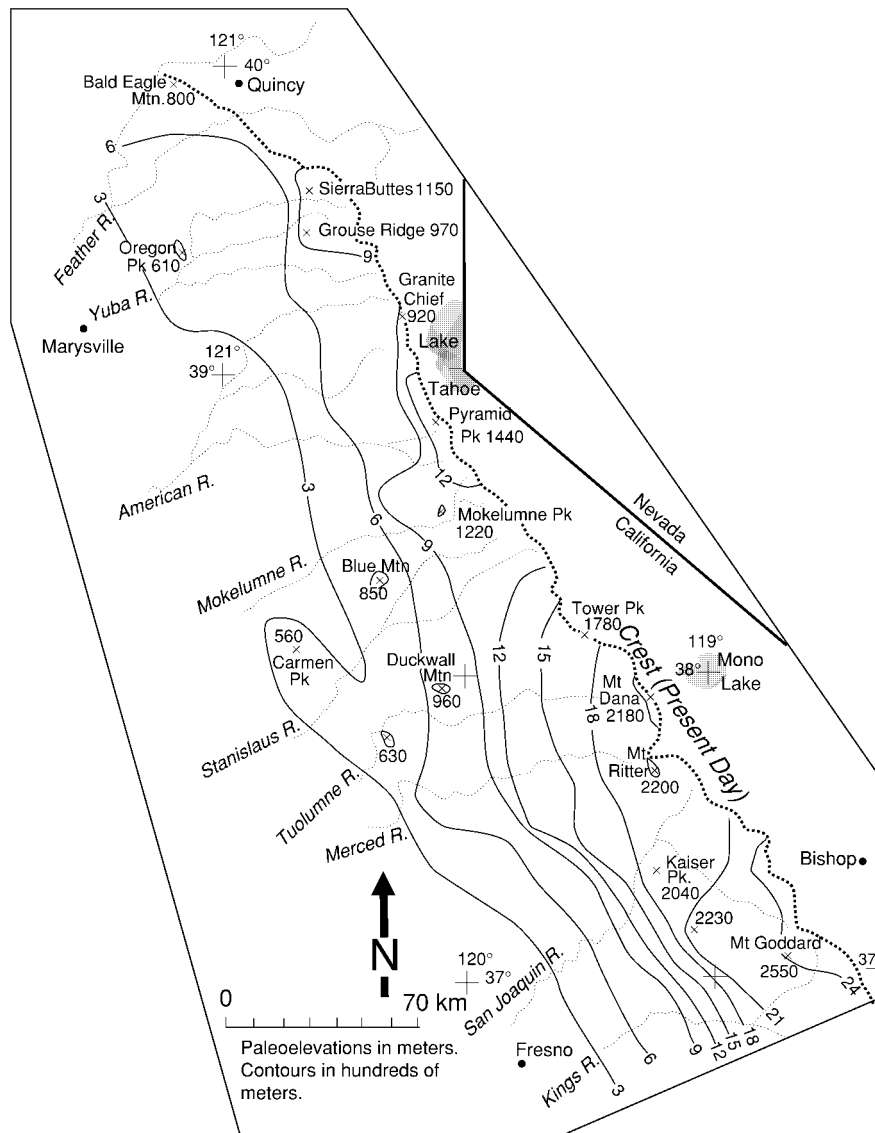 121°
40°
Bald Eagle
Mtn. 800
Quincy
6
3
SierraButtes 1150
Grouse Ridge 970
9
Feather R.
Oregon
Pk 610
Yuba R.
Marysville
Granite
Chief
920
Lake
Tahoe
121°
39°
Pyramid
Pk 1440
12
American R.
3
6
9
Mokelumne Pk
1220
Nevada
California
Mokelumne R.
Blue Mtn
850
560
Carmen
Pk
Duckwall
Mtn
960
12
15
18
Tower Pk
1780
Crest (Present Day)
119°
38°
Mono
Lake
Mt
Dana
2180
Stanislaus R.
630
Mt
Ritter
2200
Tuolumne R.
Merced R.
Kaiser
Pk.
2040
Bishop
2230
Mt Goddard
2550
N
120°
37°
37
24
San Joaquin R.
21
18
15
12
9
6
3
0
70 km
Paleoelevations in meters.
Contours in hundreds of
meters.
Fresno
Kings R.